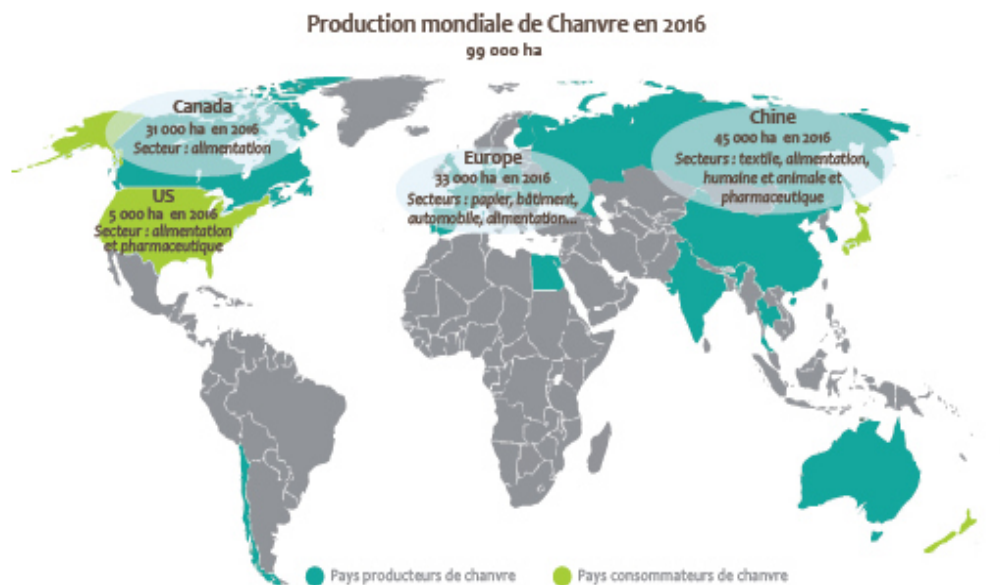 Production mondiale de Chanvre en 2016
99 000 ha
Canada
31 000 ha en 2016
Secteur : alimentation
US
5 000 ha en 2016
Secteur : alimentation
et pharmaceutique
Europe
33 000 ha en 2016
Secteurs : papier, bâtiment,
automobile, alimentation...
Chine
45 000 ha en 2016
Secteurs : textile, alimentation,
humaine et animale et
pharmaceutique
Pays producteurs de chanvre
Pays consommateurs de chanvre